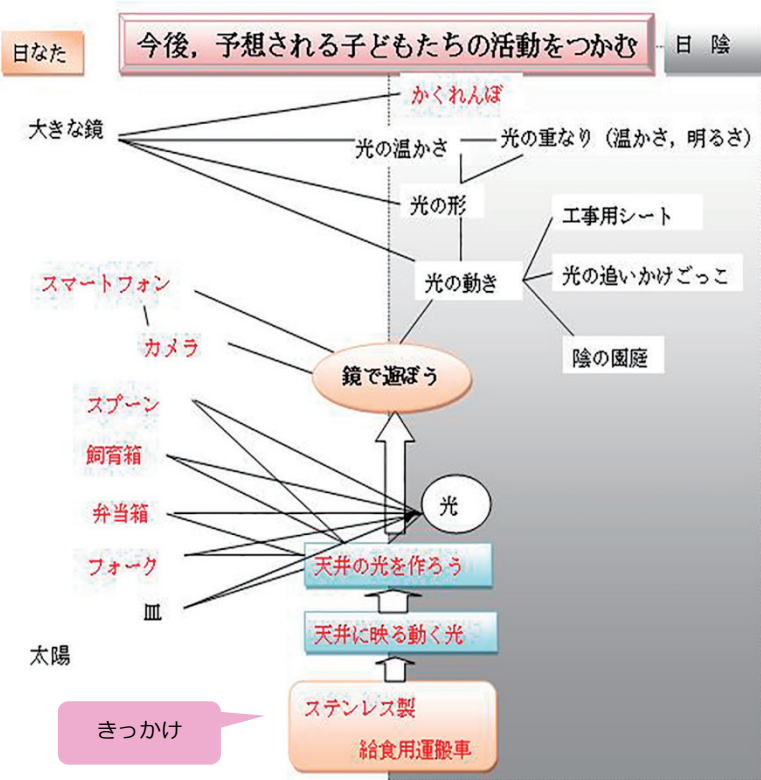 今後，予想される子どもたちの活動をつかむ
日なた
日 陰
かくれんぼ
大きな鏡
光の温かさ
光の重なり（温かさ，明るさ）
光の形
工事用シート
光の動き
光の追いかけごっこ
陰の園庭
スマートフォン
カメラ
鏡で遊ぼう
スプーン
飼育箱
弁当箱
フォーク
皿
光
天井の光を作ろう
天井に映る動く光
太陽
ステンレス製
給食用運搬車
きっかけ